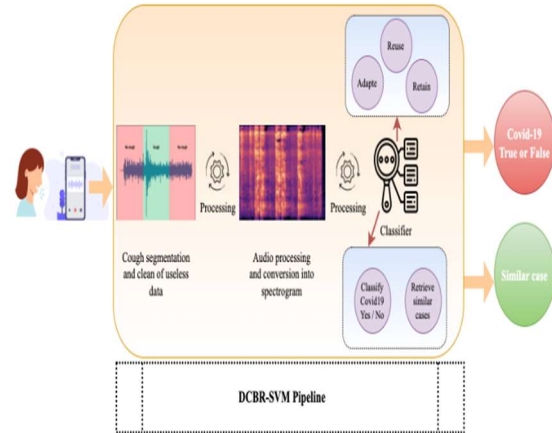 Reuse
Adapte
Retain
Covid-19
True or False
Processing
Processing
Classifier
Cough segmentation
and clean of useless
data
Audio processing
and conversion into
spectrogram
Classify
Covid19
Yes / No
Retrieve
similar
cases
Similar case
DCBR-SVM Pipeline